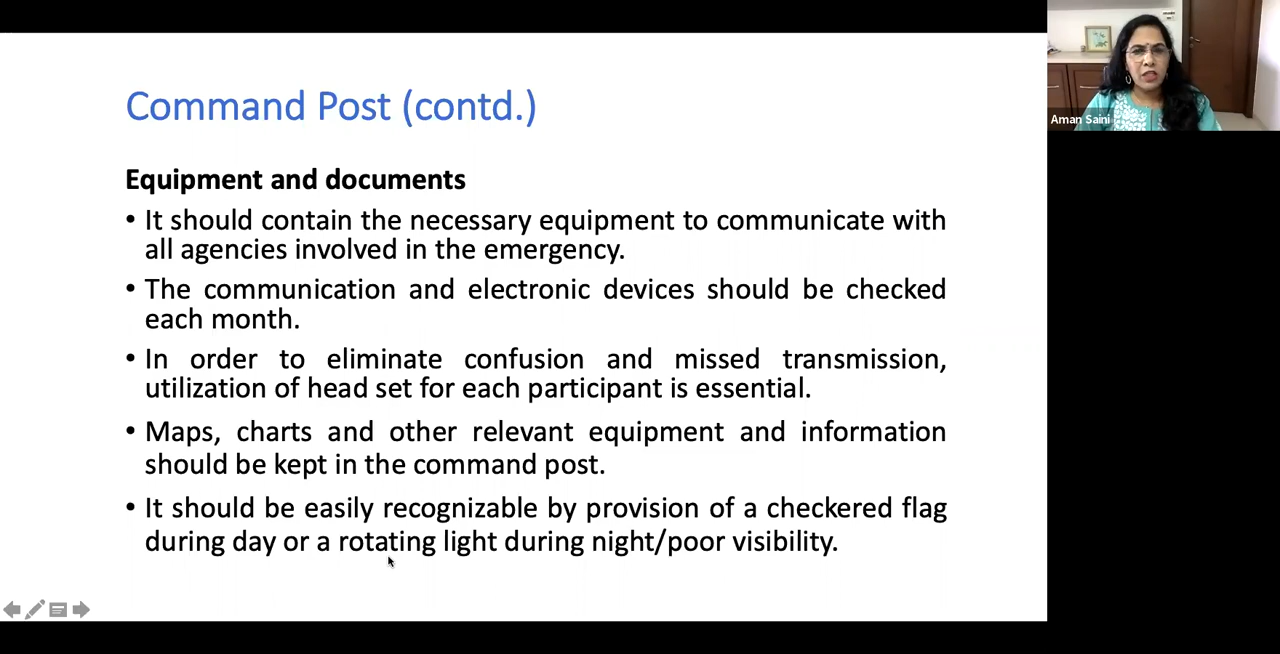 Command Post (contd.)
Equipment and documents
• It should contain the necessary equipment to communicate with
all agencies involved in the emergency.
• The communication and electronic devices should be checked
each month.
• In order to eliminate confusion and missed transmission,
utilization of head set for each participant is essential.
• Maps, charts and other relevant equipment and information
should be kept in the command post.
• It should be easily recognizable by provision of a checkered flag
during day or a rotating light during night/poor visibility.
Aman Saini